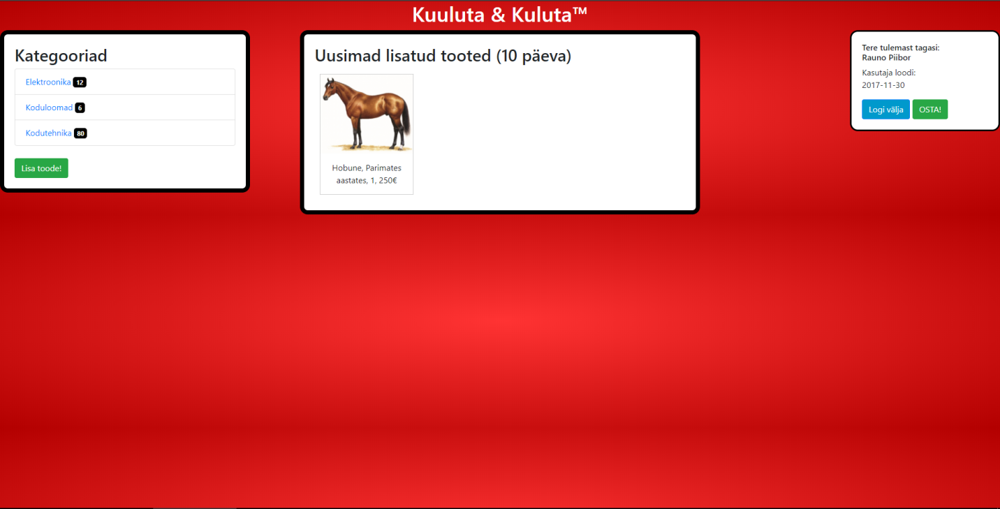 Kuuluta & Kuluta™
Kategooriad
Elektroonika 12
Koduloomad 6
Kodutehnika 80
Lisa toode!
Uusimad lisatud tooted (10 päeva)
Hobune, Parimates
aastates, 1, 250€
Tere tulemast tagasi:
Rauno Piibor
Kasutaja loodi:
2017-11-30
Logi välja OSTA!